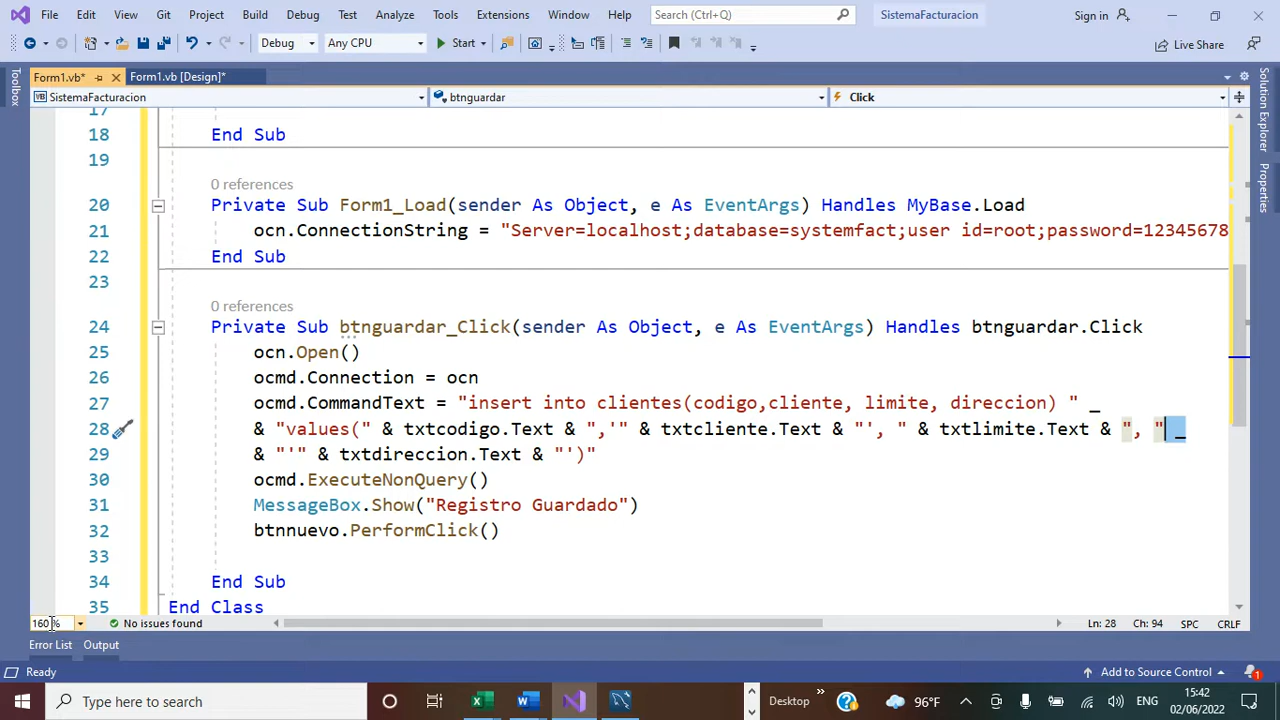 File Edit View Git Project Build Debug Test Analyze Tools Extensions Window Help Search (Ctrl+Q) SistemaFacturacion Sign in
Debug Any CPU Start Live Share
Form1.vb* Form1.vb [Design]*
SistemaFacturacion btnguardar Click
Toolbox
Solution Explorer
Properties
17
18 End Sub
19
0 references
20 Private Sub Form1_Load(sender As Object, e As EventArgs) Handles MyBase.Load
21 ocn.ConnectionString = "Server=localhost;database=systemfact;user id=root;password=12345678
22 End Sub
23
0 references
24 Private Sub btnguardar_Click(sender As Object, e As EventArgs) Handles btnguardar.Click
25 ocn.Open()
26 ocmd.Connection = ocn
27 ocmd.CommandText = "insert into clientes(codigo,cliente, limite, direccion) " _
28 & "values(" & txtcodigo.Text & ",'" & txtcliente.Text & "', " & txtlimite.Text & ", " _
29 & "'" & txtdireccion.Text & "')"
30 ocmd.ExecuteNonQuery()
31 MessageBox.Show("Registro Guardado")
32 btnnuevo.PerformClick()
33
34 End Sub
35 End Class
160 % No issues found Ln: 28 Ch: 94 SPC CRLF
Error List Output
Ready Add to Source Control 1
Type here to search Desktop 96°F ENG 15:42
02/06/2022